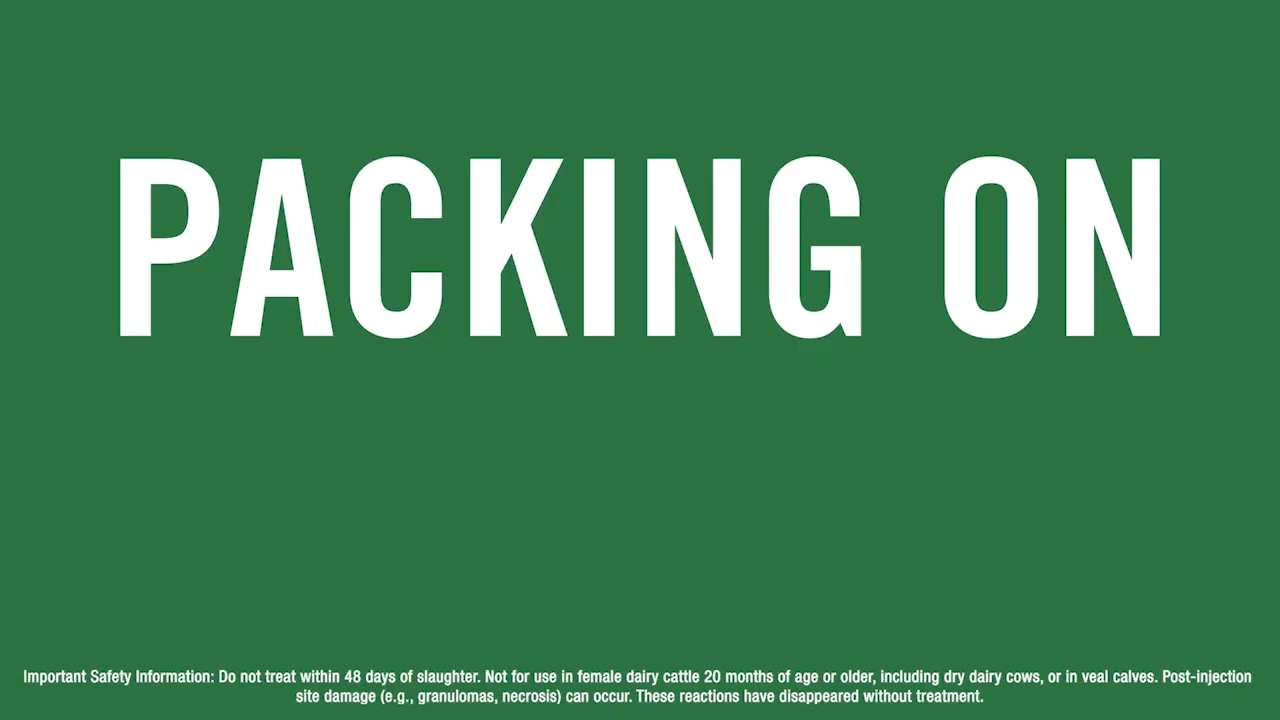 PACKING ON
Important Safety Information: Do not treat within 48 days of slaughter. Not for use in female dairy cattle 20 months of age or older, including dry dairy cows, or in veal calves. Post-injection
site damage (e.g., granulomas, necrosis) can occur. These reactions have disappeared without treatment.